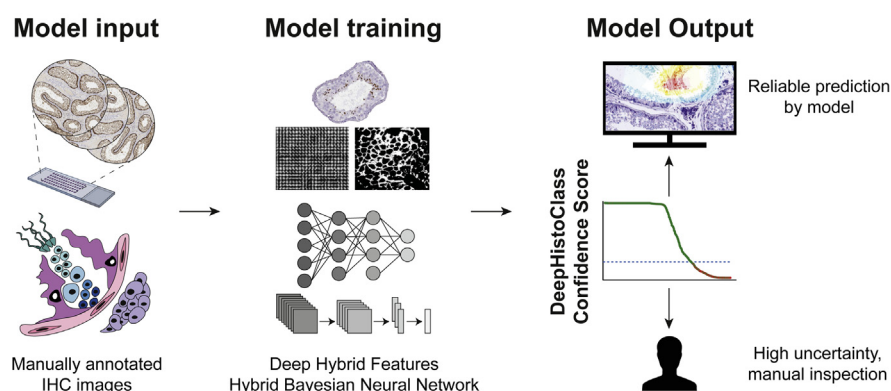 Model input
Model training
Model Output
Reliable prediction
by model
DeepHistoClass
Confidence Score
Manually annotated
IHC images
Deep Hybrid Features
Hybrid Bayesian Neural Network
High uncertainty,
manual inspection